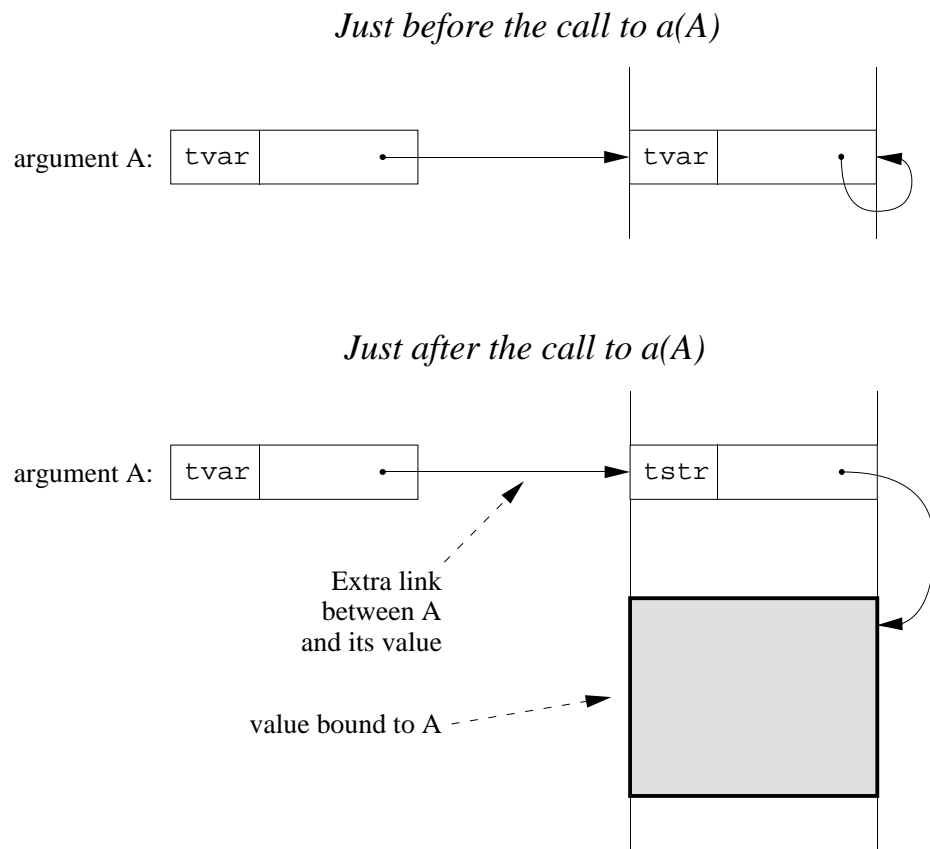 Just before the call to a(A)
argument A: tvar tvar
Just after the call to a(A)
argument A: tvar tstr
Extra link
between A
and its value
value bound to A